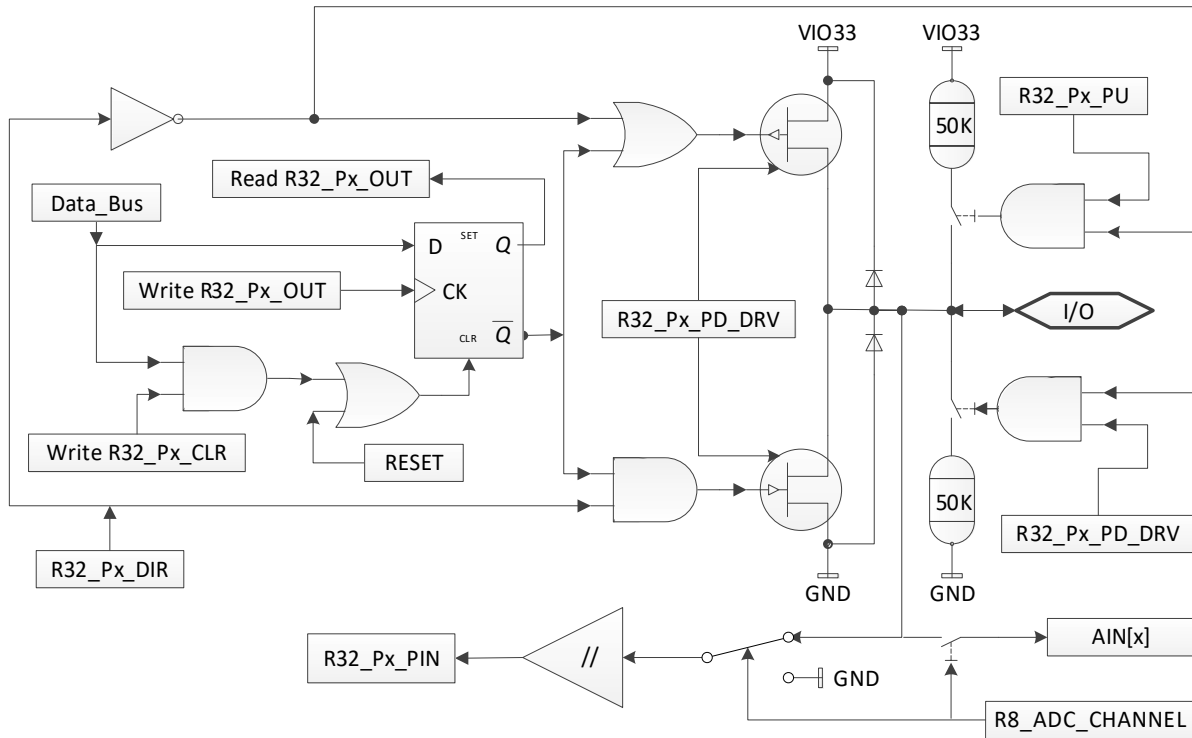 VIO33
VIO33
R32_Px_PU
50K
Read R32_Px_OUT
Data_Bus
D
SET
Q
Write R32_Px_OUT
CK
R32_Px_PD_DRV
I/O
CLR
Q
Write R32_Px_CLR
RESET
50K
R32_Px_DIR
R32_Px_PD_DRV
GND
GND
R32_Px_PIN
//
AIN[x]
GND
R8_ADC_CHANNEL